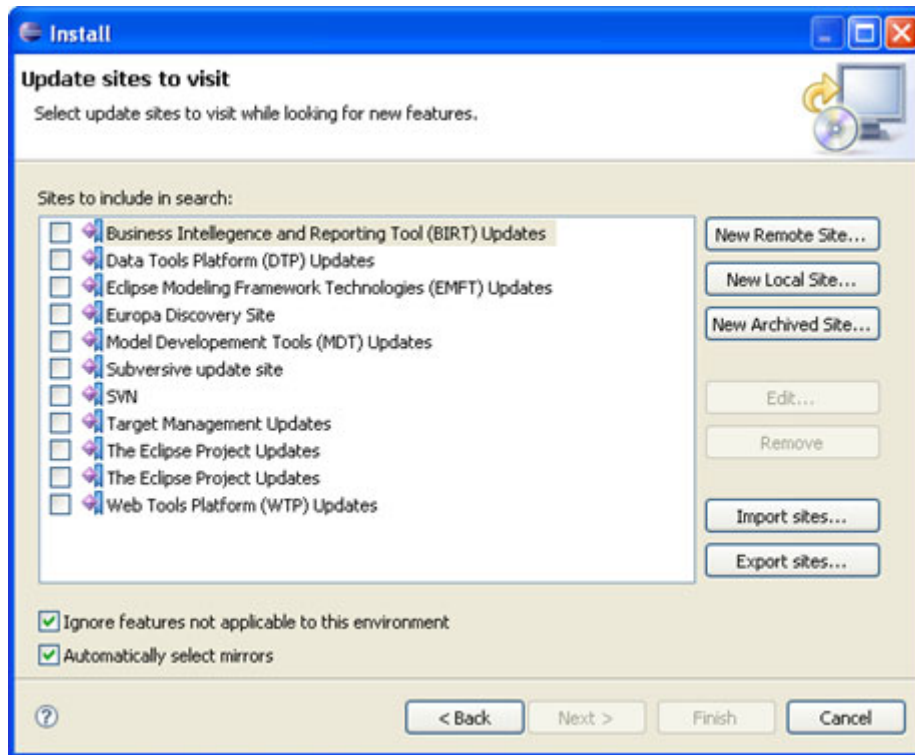 Install
Update sites to visit
Select update sites to visit while looking for new features.
Sites to include in search:
Business Intellegence and Reporting Tool (BIRT) Updates
Data Tools Platform (DTP) Updates
Eclipse Modeling Framework Technologies (EMFT) Updates
Europa Discovery Site
Model Developement Tools (MDT) Updates
Subversive update site
SVN
Target Management Updates
The Eclipse Project Updates
The Eclipse Project Updates
Web Tools Platform (WTP) Updates
New Remote Site...
New Local Site...
New Archived Site...
Edit...
Remove
Import sites...
Export sites...
Ignore features not applicable to this environment
Automatically select mirrors
? < Back Next > Finish Cancel